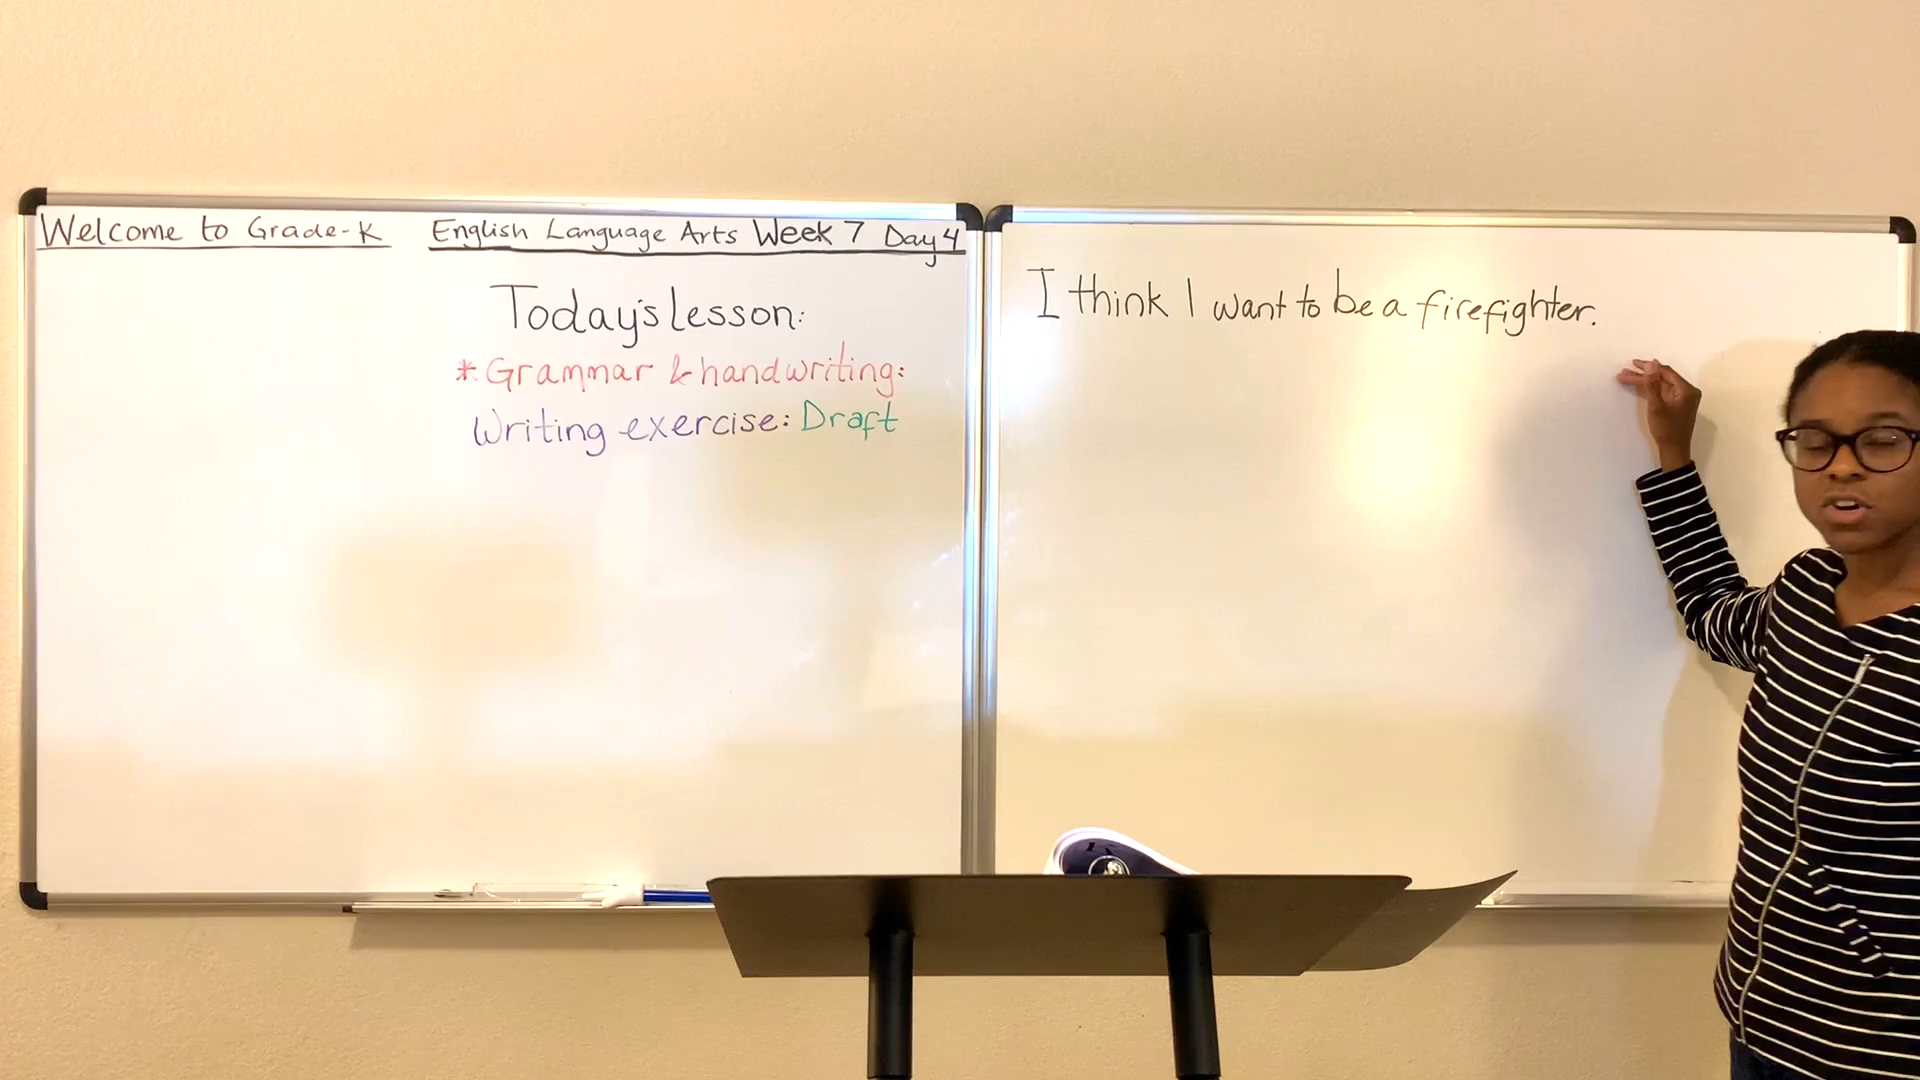 Welcome to Grade-K English Language Arts Week 7 Day 4
Today's lesson:
* Grammar & handwriting:
Writing exercise: Draft
I think I want to be a firefighter.